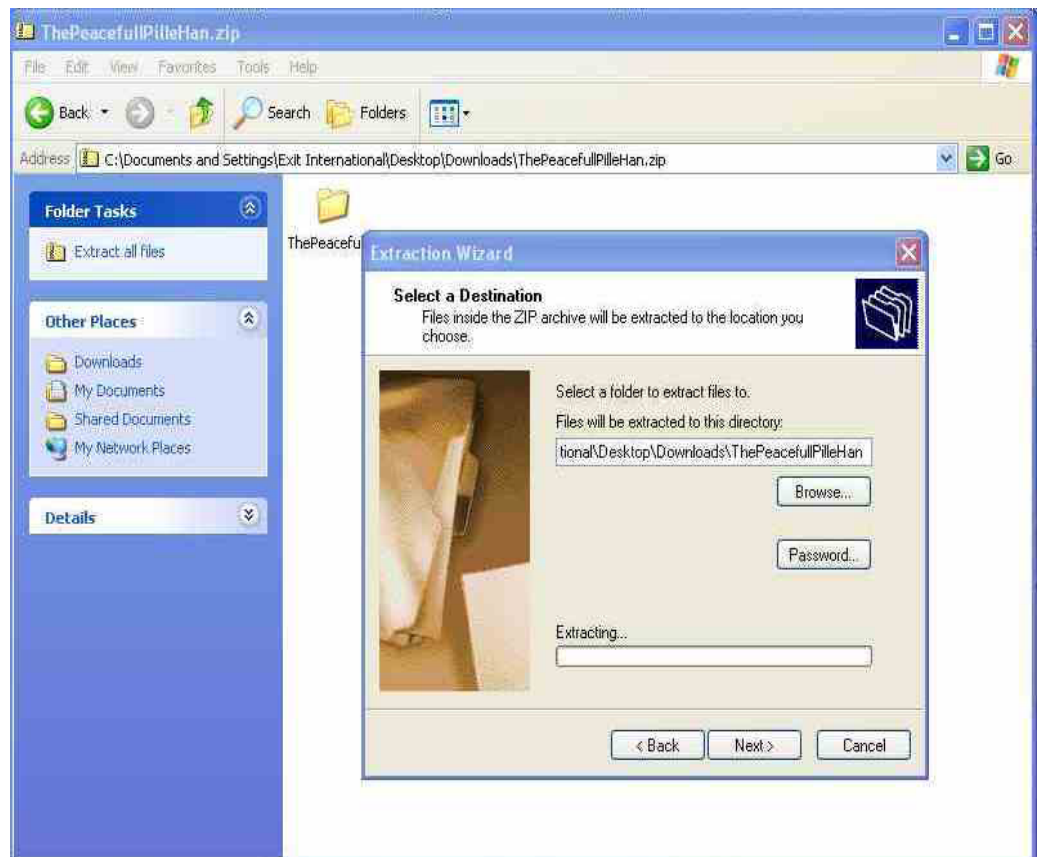 ThePeacefullPilleHan.zip
File Edit View Favorites Tools Help
Back Search Folders
Address C:\Documents and Settings\Exit International\Desktop\Downloads\ThePeacefullPilleHan.zip Go
Folder Tasks
Extract all files
Other Places
Downloads
My Documents
Shared Documents
My Network Places
Details
ThePeacefu
Extraction Wizard
Select a Destination
Files inside the ZIP archive will be extracted to the location you
choose.
Select a folder to extract files to.
Files will be extracted to this directory:
tional\Desktop\Downloads\ThePeacefullPilleHan
Browse...
Password...
Extracting...
< Back Next > Cancel